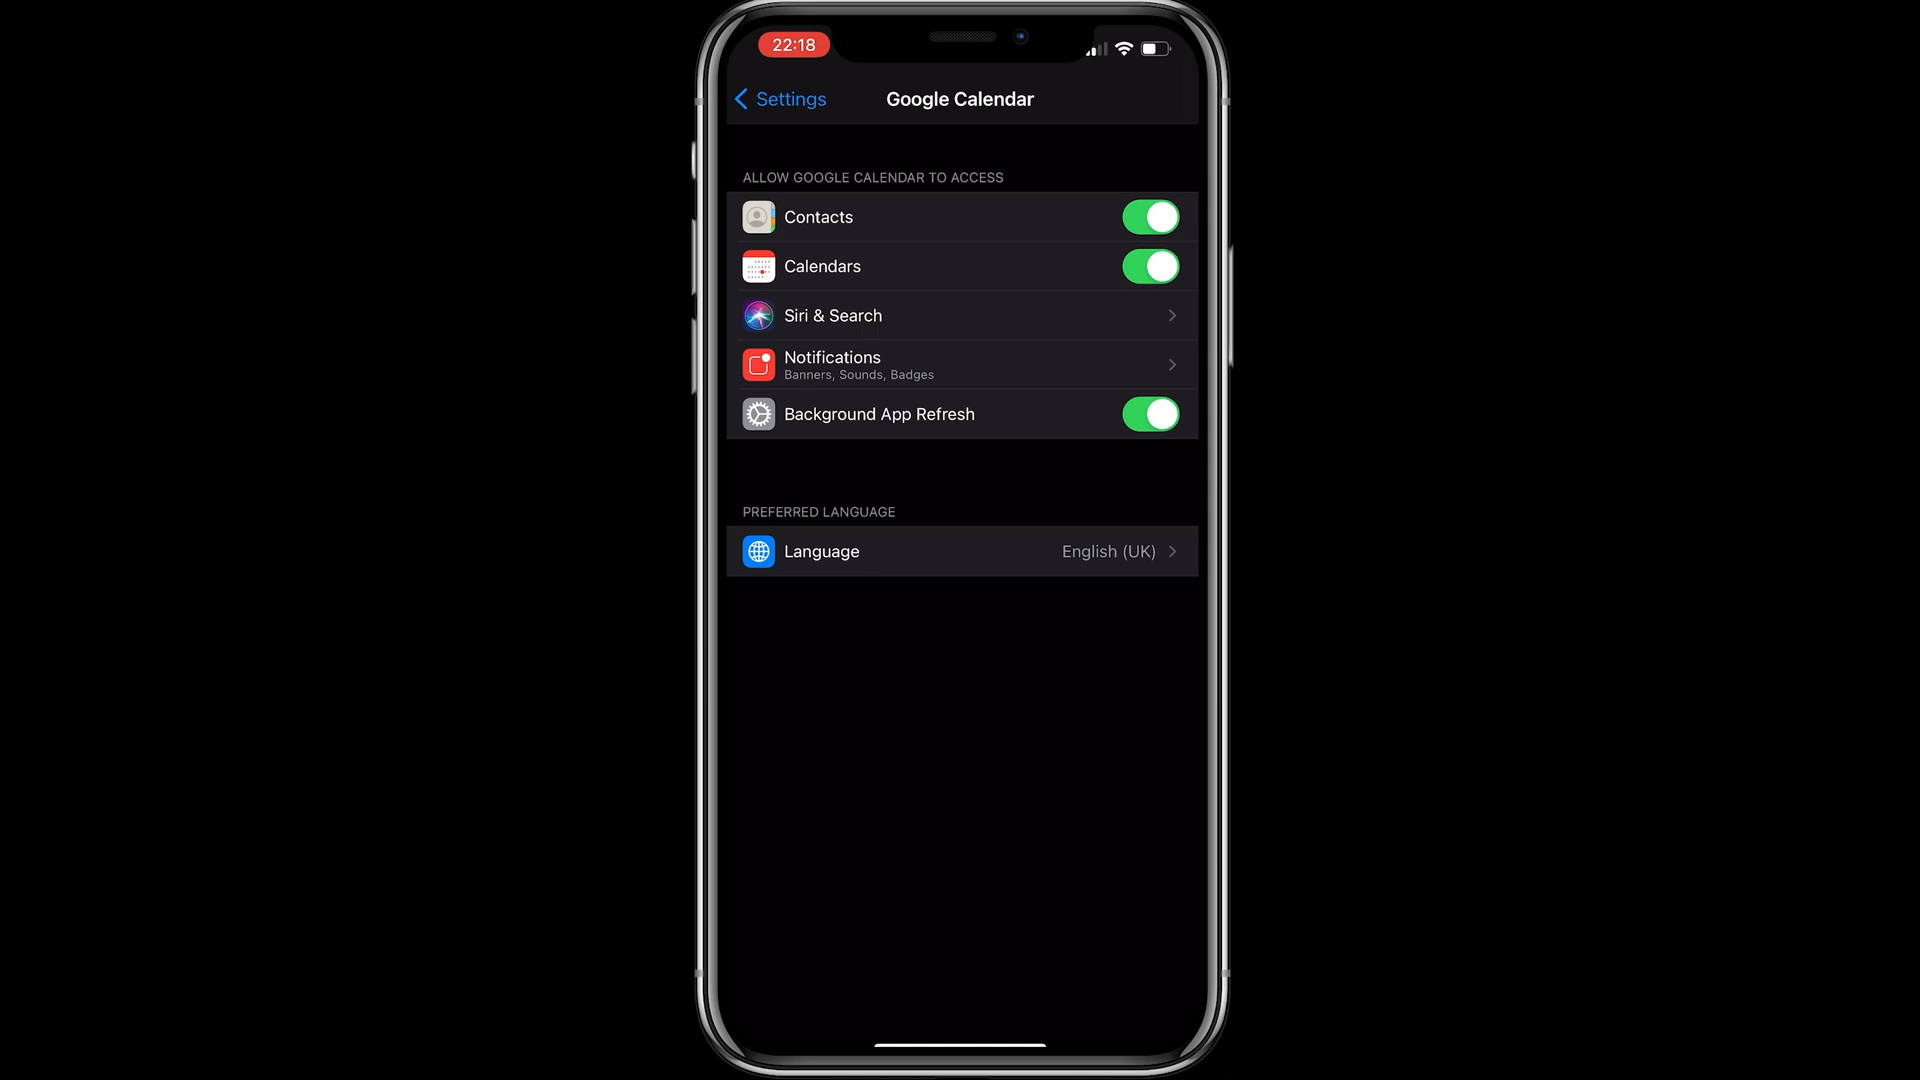 22:18
Settings
Google Calendar
ALLOW GOOGLE CALENDAR TO ACCESS
Contacts
Calendars
Siri & Search
Notifications
Banners, Sounds, Badges
Background App Refresh
PREFERRED LANGUAGE
Language English (UK)